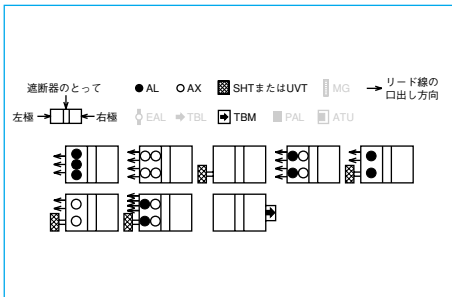 遮断器のとって
左極
右極
AL AX SHTまたはUVT MG リード線の
口出し方向
EAL TBL TBM PAL ATU